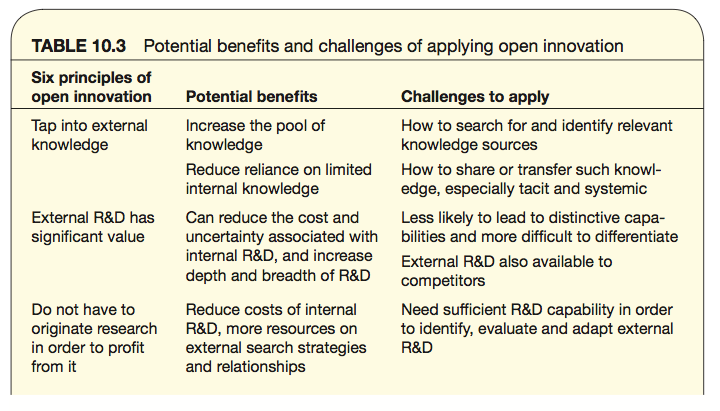 TABLE 10.3 Potential benefits and challenges of applying open innovation
Six principles of
open innovation
Potential benefits
Challenges to apply
Tap into external
knowledge
Increase the pool of
knowledge
Reduce reliance on limited
internal knowledge
How to search for and identify relevant
knowledge sources
How to share or transfer such knowl-
edge, especially tacit and systemic
External R&D has
significant value
Can reduce the cost and
uncertainty associated with
internal R&D, and increase
depth and breadth of R&D
Less likely to lead to distinctive capa-
bilities and more difficult to differentiate
External R&D also available to
competitors
Do not have to
originate research
in order to profit
from it
Reduce costs of internal
R&D, more resources on
external search strategies
and relationships
Need sufficient R&D capability in order
to identify, evaluate and adapt external
R&D